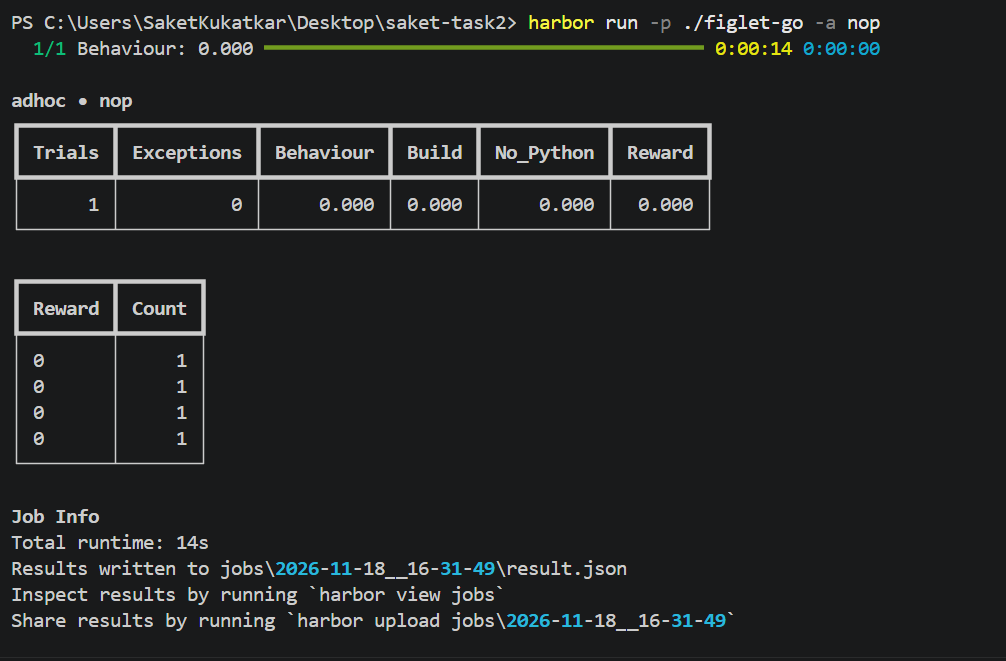 PS C:\Users\SaketKukatkar\Desktop\saket-task2> harbor run -p ./figlet-go -a nop
1/1 Behaviour: 0.000 0:00:14 0:00:00
adhoc • nop
Trials Exceptions Behaviour Build No_Python Reward
1 0 0.000 0.000 0.000 0.000
Reward Count
0 1
0 1
0 1
0 1
Job Info
Total runtime: 14s
Results written to jobs\2026-11-18__16-31-49\result.json
Inspect results by running `harbor view jobs`
Share results by running `harbor upload jobs\2026-11-18__16-31-49`